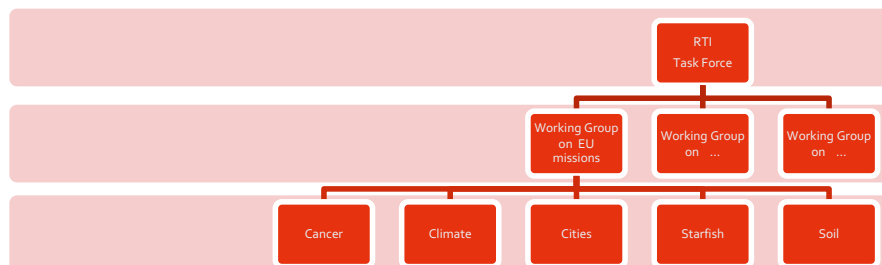 RTI
Task Force
Working Group
on EU
missions
Working Group
on ...
Working Group
on ...
Cancer
Climate
Cities
Starfish
Soil